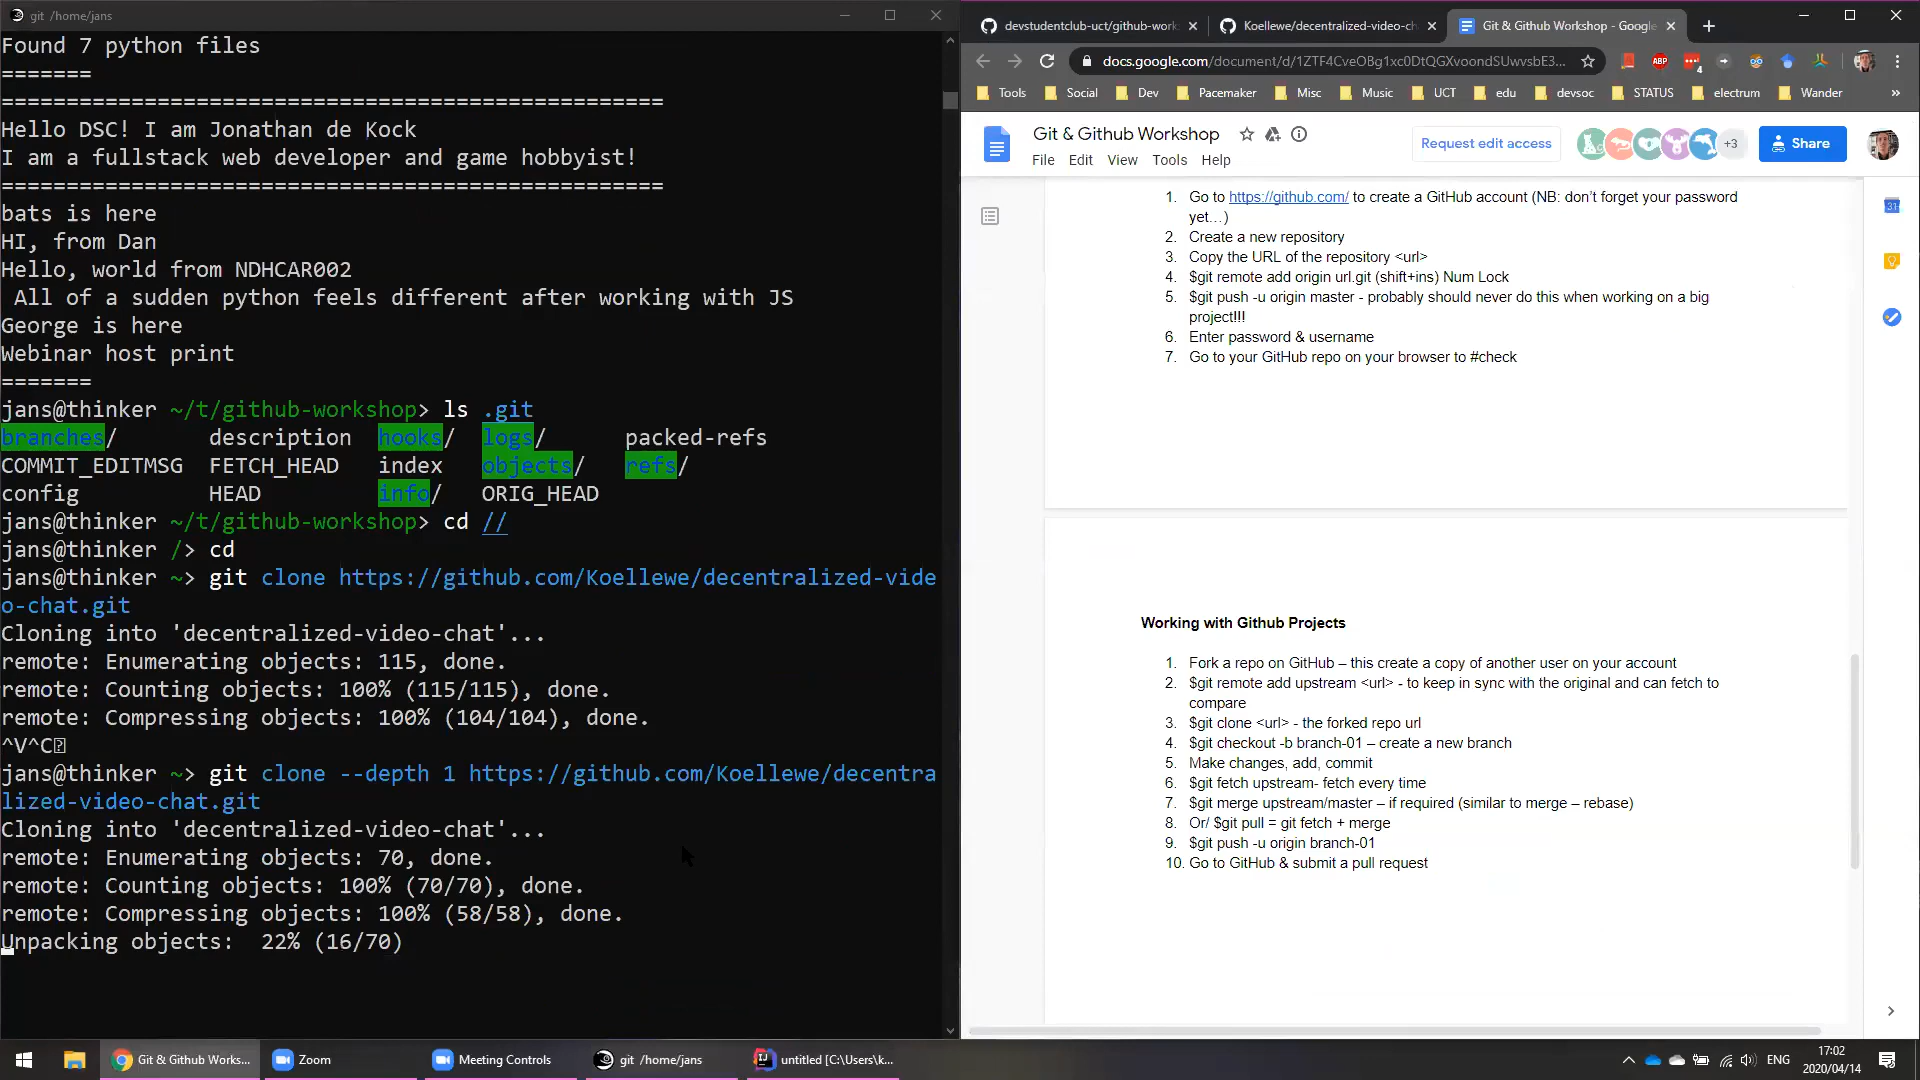 git /home/jans
Found 7 python files
=======
===================================================
Hello DSC! I am Jonathan de Kock
I am a fullstack web developer and game hobbyist!
===================================================
bats is here
HI, from Dan
Hello, world from NDHCAR002
 All of a sudden python feels different after working with JS
George is here
Webinar host print
=======
jans@thinker ~/t/github-workshop> ls .git
branches/ description hooks/ logs/ packed-refs
COMMIT_EDITMSG FETCH_HEAD index objects/ refs/
config HEAD info/ ORIG_HEAD
jans@thinker ~/t/github-workshop> cd //
jans@thinker /> cd
jans@thinker ~> git clone https://github.com/Koellewe/decentralized-vide
o-chat.git
Cloning into 'decentralized-video-chat'...
remote: Enumerating objects: 115, done.
remote: Counting objects: 100% (115/115), done.
remote: Compressing objects: 100% (104/104), done.
^V^C
jans@thinker ~> git clone --depth 1 https://github.com/Koellewe/decentra
lized-video-chat.git
Cloning into 'decentralized-video-chat'...
remote: Enumerating objects: 70, done.
remote: Counting objects: 100% (70/70), done.
remote: Compressing objects: 100% (58/58), done.
Unpacking objects:  22% (16/70)
devstudentclub-uct/github-work
Koellewe/decentralized-video-ch
Git & Github Workshop - Google
docs.google.com/document/d/1ZTF4CveOBg1xc0DtQGXvoondSUwvsbE3...
ABP
4
Tools Social Dev Pacemaker Misc Music UCT edu devsoc STATUS electrum Wander »
Git & Github Workshop
File Edit View Tools Help
Request edit access
+3
Share
31
1. Go to https://github.com/ to create a GitHub account (NB: don’t forget your password
yet…)
2. Create a new repository
3. Copy the URL of the repository <url>
4. $git remote add origin url.git (shift+ins) Num Lock
5. $git push -u origin master - probably should never do this when working on a big
project!!!
6. Enter password & username
7. Go to your GitHub repo on your browser to #check
Working with Github Projects
1. Fork a repo on GitHub – this create a copy of another user on your account
2. $git remote add upstream <url> - to keep in sync with the original and can fetch to
compare
3. $git clone <url> - the forked repo url
4. $git checkout -b branch-01 – create a new branch
5. Make changes, add, commit
6. $git fetch upstream- fetch every time
7. $git merge upstream/master – if required (similar to merge – rebase)
8. Or/ $git pull = git fetch + merge
9. $git push -u origin branch-01
10. Go to GitHub & submit a pull request
Git & Github Works...
Zoom
Meeting Controls
git /home/jans
IJ
untitled [C:\Users\k...
ENG
17:02
2020/04/14